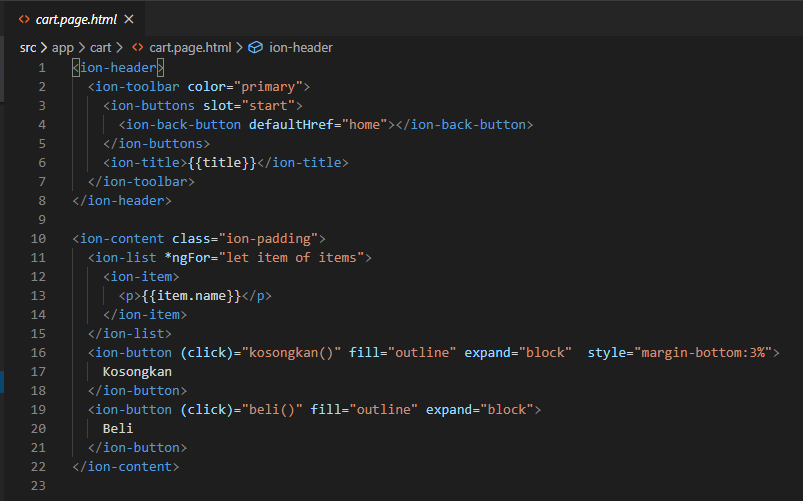 <> cart.page.html ×
src > app > cart > <> cart.page.html > ion-header
1 <ion-header>
2   <ion-toolbar color="primary">
3     <ion-buttons slot="start">
4       <ion-back-button defaultHref="home"></ion-back-button>
5     </ion-buttons>
6     <ion-title>{{title}}</ion-title>
7   </ion-toolbar>
8 </ion-header>
9
10 <ion-content class="ion-padding">
11   <ion-list *ngFor="let item of items">
12     <ion-item>
13       <p>{{item.name}}</p>
14     </ion-item>
15   </ion-list>
16   <ion-button (click)="kosongkan()" fill="outline" expand="block"  style="margin-bottom:3%">
17     Kosongkan
18   </ion-button>
19   <ion-button (click)="beli()" fill="outline" expand="block">
20     Beli
21   </ion-button>
22 </ion-content>
23